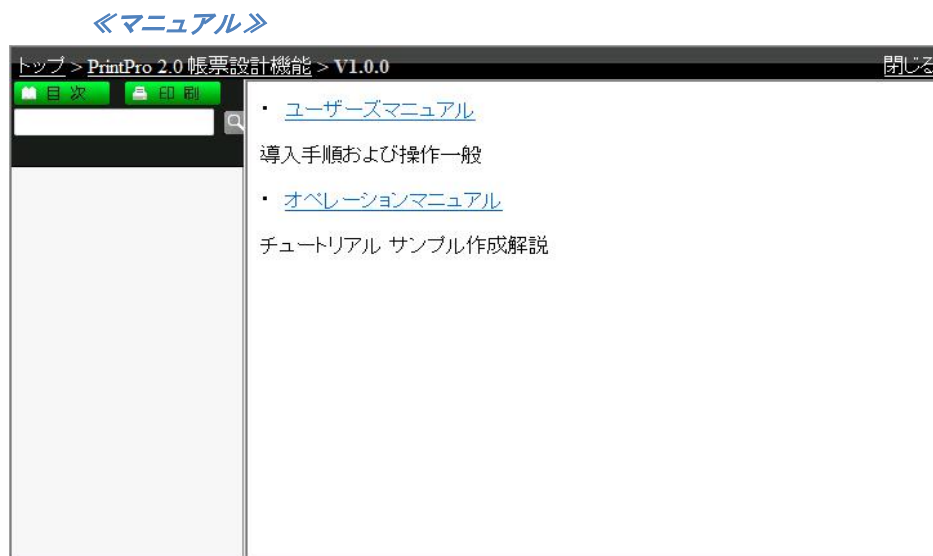 ≪マニュアル≫
トップ > PrintPro 2.0 帳票設計機能 > V1.0.0 閉じる
目次 印刷
・ ユーザーズマニュアル
導入手順および操作一般
・ オペレーションマニュアル
チュートリアル サンプル作成解説